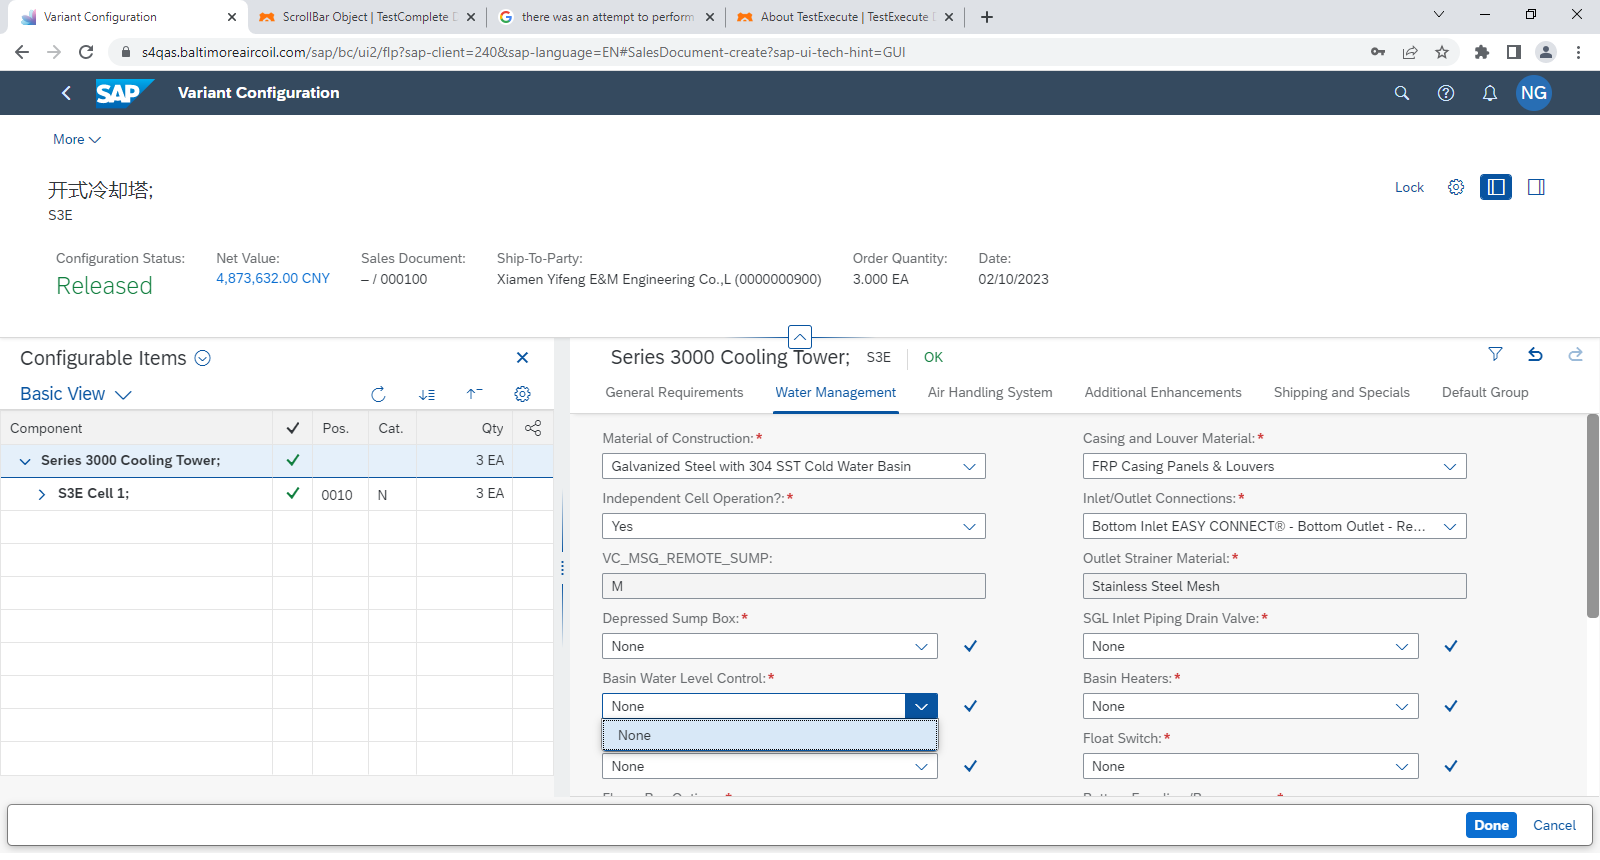 Variant Configuration
ScrollBar Object | TestComplete D
there was an attempt to perform
About TestExecute | TestExecute D
s4qas.baltimoreaircoil.com/sap/bc/ui2/flp?sap-client=240&sap-language=EN#SalesDocument-create?sap-ui-tech-hint=GUI
SAP
Variant Configuration
NG
More
开式冷却塔;
S3E
Lock
Configuration Status:
Released
Net Value:
4,873,632.00 CNY
Sales Document:
– / 000100
Ship-To-Party:
Xiamen Yifeng E&M Engineering Co.,L (0000000900)
Order Quantity:
3.000 EA
Date:
02/10/2023
Configurable Items
Basic View
Component Pos. Cat. Qty
Series 3000 Cooling Tower; 3 EA
S3E Cell 1; 0010 N 3 EA
Series 3000 Cooling Tower; S3E OK
General Requirements Water Management Air Handling System Additional Enhancements Shipping and Specials Default Group
Material of Construction:*
Galvanized Steel with 304 SST Cold Water Basin
Casing and Louver Material:*
FRP Casing Panels & Louvers
Independent Cell Operation?:*
Yes
Inlet/Outlet Connections:*
Bottom Inlet EASY CONNECT® - Bottom Outlet - Re...
VC_MSG_REMOTE_SUMP:
M
Outlet Strainer Material:*
Stainless Steel Mesh
Depressed Sump Box:*
None
SGL Inlet Piping Drain Valve:*
None
Basin Water Level Control:*
None
None
Basin Heaters:*
None
None
Float Switch:*
None
Done
Cancel